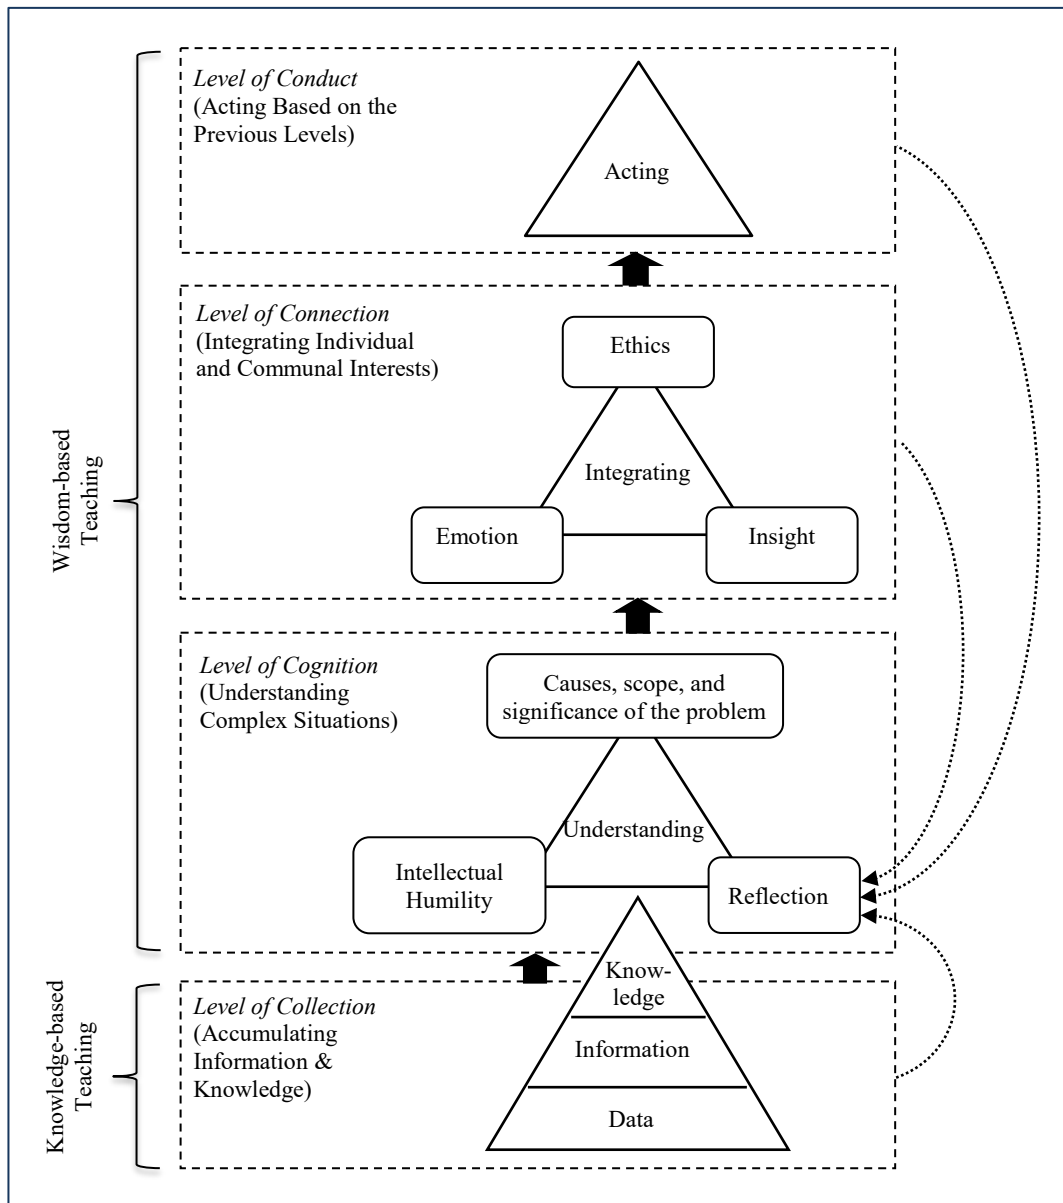 Level of Conduct
(Acting Based on the
Previous Levels)
Acting
Level of Connection
(Integrating Individual
and Communal Interests)
Ethics
Integrating
Emotion
Insight
Wisdom-based
Teaching
Level of Cognition
(Understanding
Complex Situations)
Causes, scope, and
significance of the problem
Understanding
Intellectual
Humility
Reflection
Level of Collection
(Accumulating
Information &
Knowledge)
Know-
ledge
Information
Data
Knowledge-based
Teaching